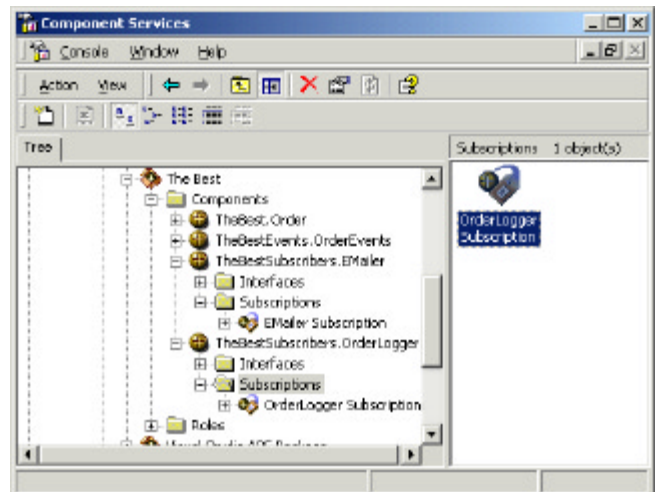 Component Services
Console Window Help
Action View
Tree
Subscriptions 1 object(s)
The Best
Components
TheBest.Order
TheBestEvents.OrderEvents
TheBestSubscribers.EMailer
Interfaces
Subscriptions
EMailer Subscription
TheBestSubscribers.OrderLogger
Interfaces
Subscriptions
OrderLogger Subscription
Roles
OrderLogger
Subscription